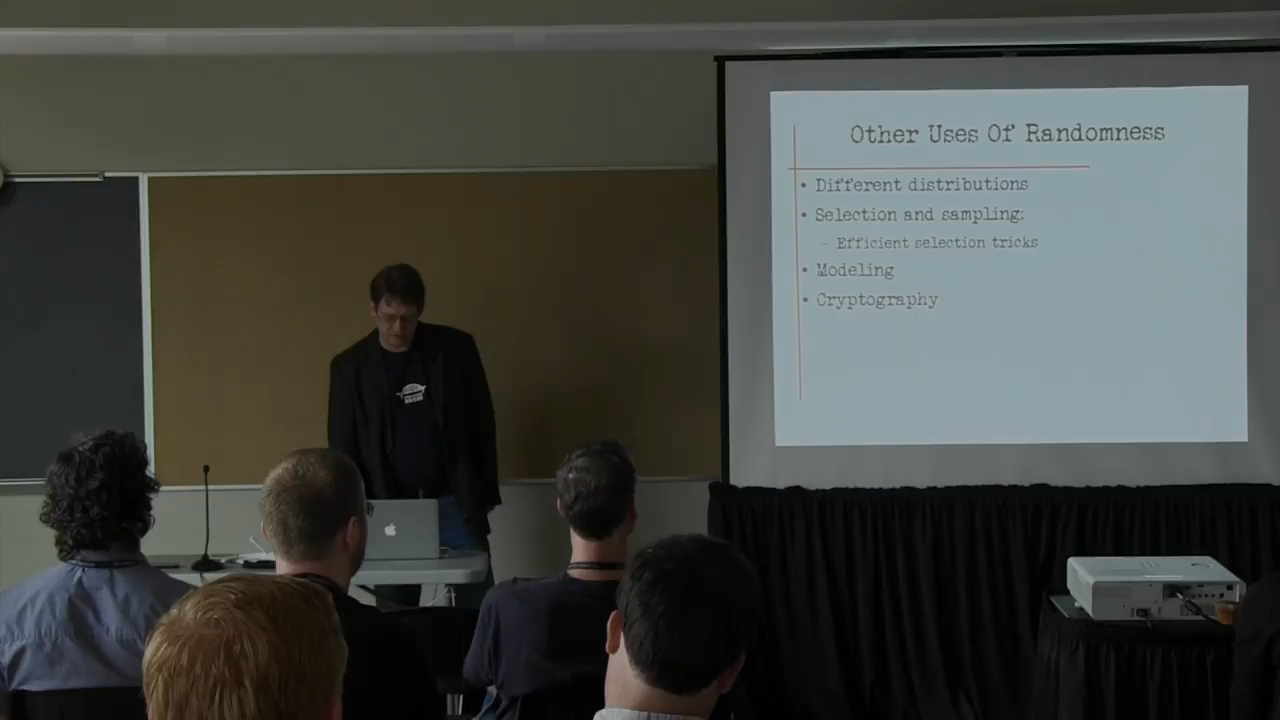 Other Uses Of Randomness
• Different distributions
• Selection and sampling:
– Efficient selection tricks
• Modeling
• Cryptography